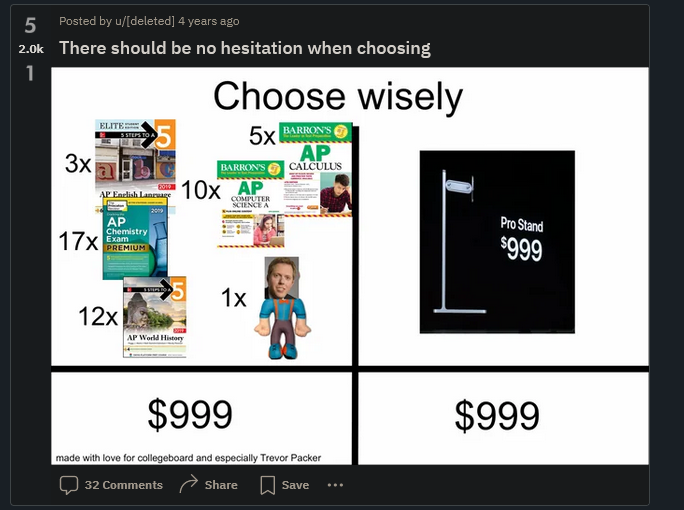 5
Posted by u/[deleted] 4 years ago
2.0k
There should be no hesitation when choosing
1
Choose wisely
3x
ELITE STUDENT EDITION
5 STEPS TO A
5
2019
AP English Language
5x
BARRON'S
AP
CALCULUS
10x
BARRON'S
AP
COMPUTER
SCIENCE A
17x
2019
AP
Chemistry
Exam
PREMIUM
12x
5 STEPS TO A
5
2019
AP World History
1x
Pro Stand
$999
$999
$999
made with love for collegeboard and especially Trevor Packer
32 Comments
Share
Save